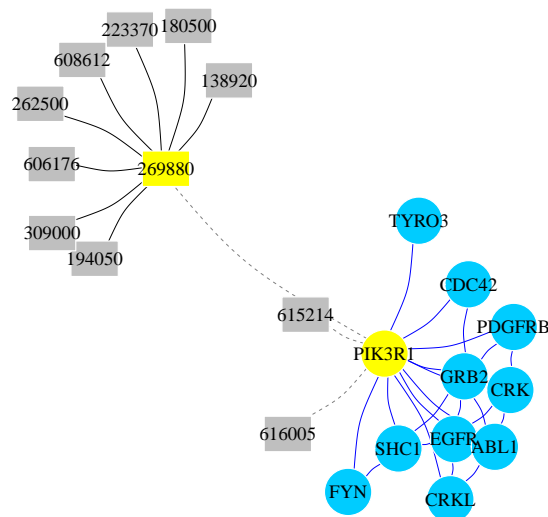 180500
223370
608612
138920
262500
606176
269880
309000
194050
TYRO3
CDC42
615214
PDGFRB
PIK3R1
GRB2
CRK
616005
EGFR
ABL1
SHC1
FYN
CRKL